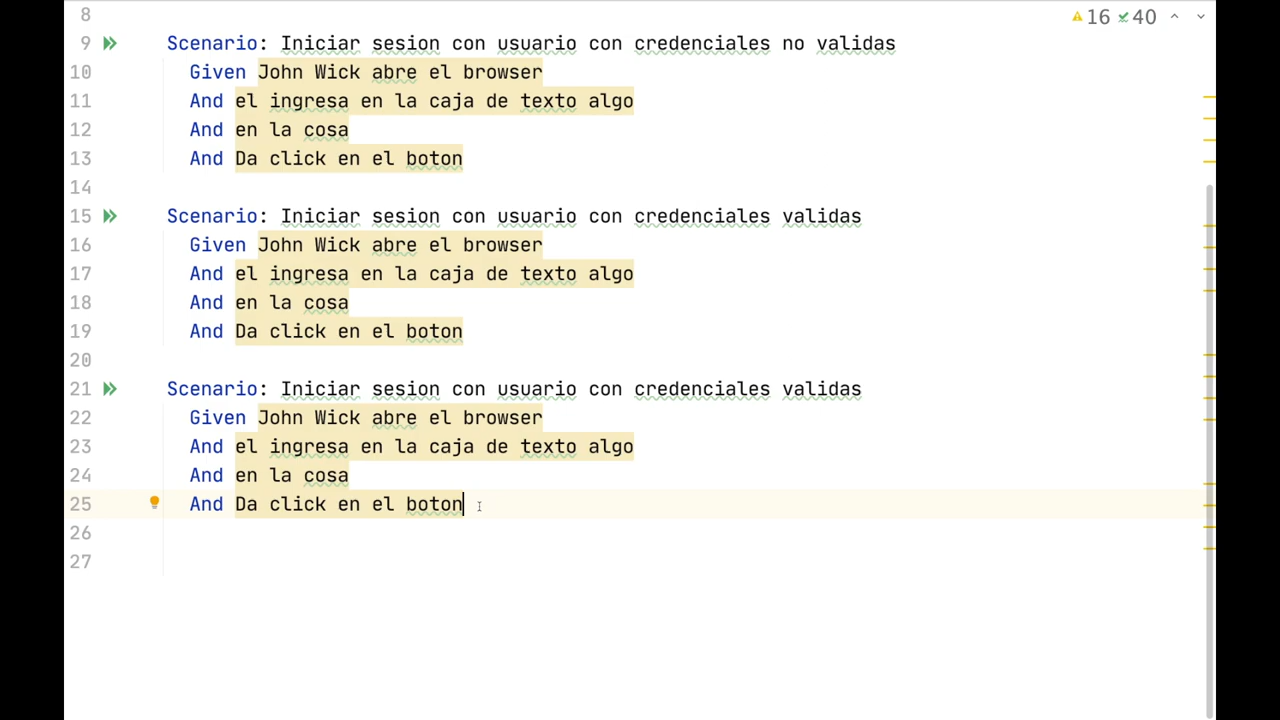 16 40
8
9 Scenario: Iniciar sesion con usuario con credenciales no validas
10 Given John Wick abre el browser
11 And el ingresa en la caja de texto algo
12 And en la cosa
13 And Da click en el boton
14
15 Scenario: Iniciar sesion con usuario con credenciales validas
16 Given John Wick abre el browser
17 And el ingresa en la caja de texto algo
18 And en la cosa
19 And Da click en el boton
20
21 Scenario: Iniciar sesion con usuario con credenciales validas
22 Given John Wick abre el browser
23 And el ingresa en la caja de texto algo
24 And en la cosa
25 And Da click en el boton
26
27